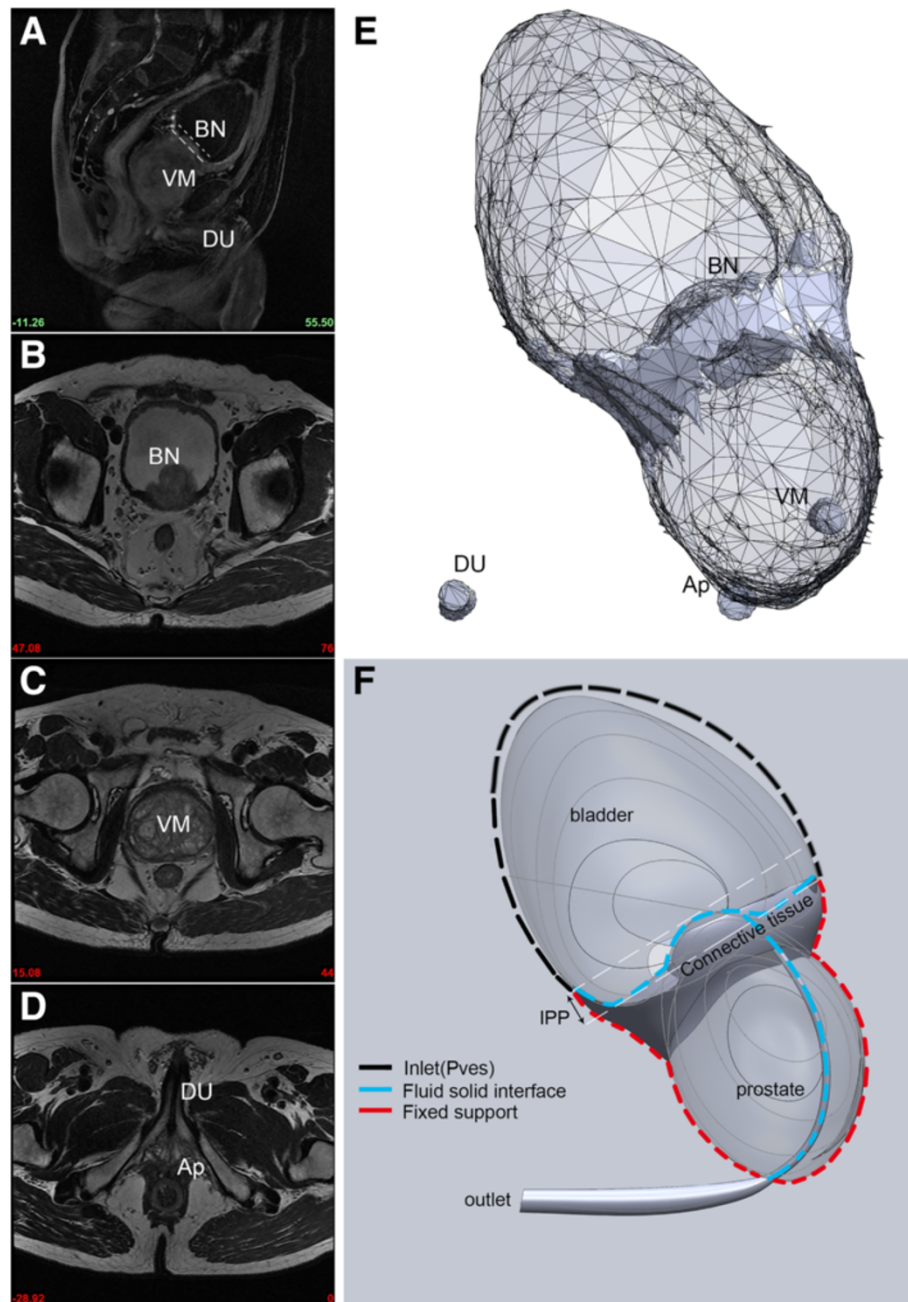 A
BN
VM
DU
-11.26 55.50
B
BN
47.08 76
C
VM
15.08 44
D
DU
Ap
-28.92 0
E
BN
VM
DU
Ap
F
bladder
Connective tissue
IPP
Inlet(Pves)
Fluid solid interface
Fixed support
prostate
outlet